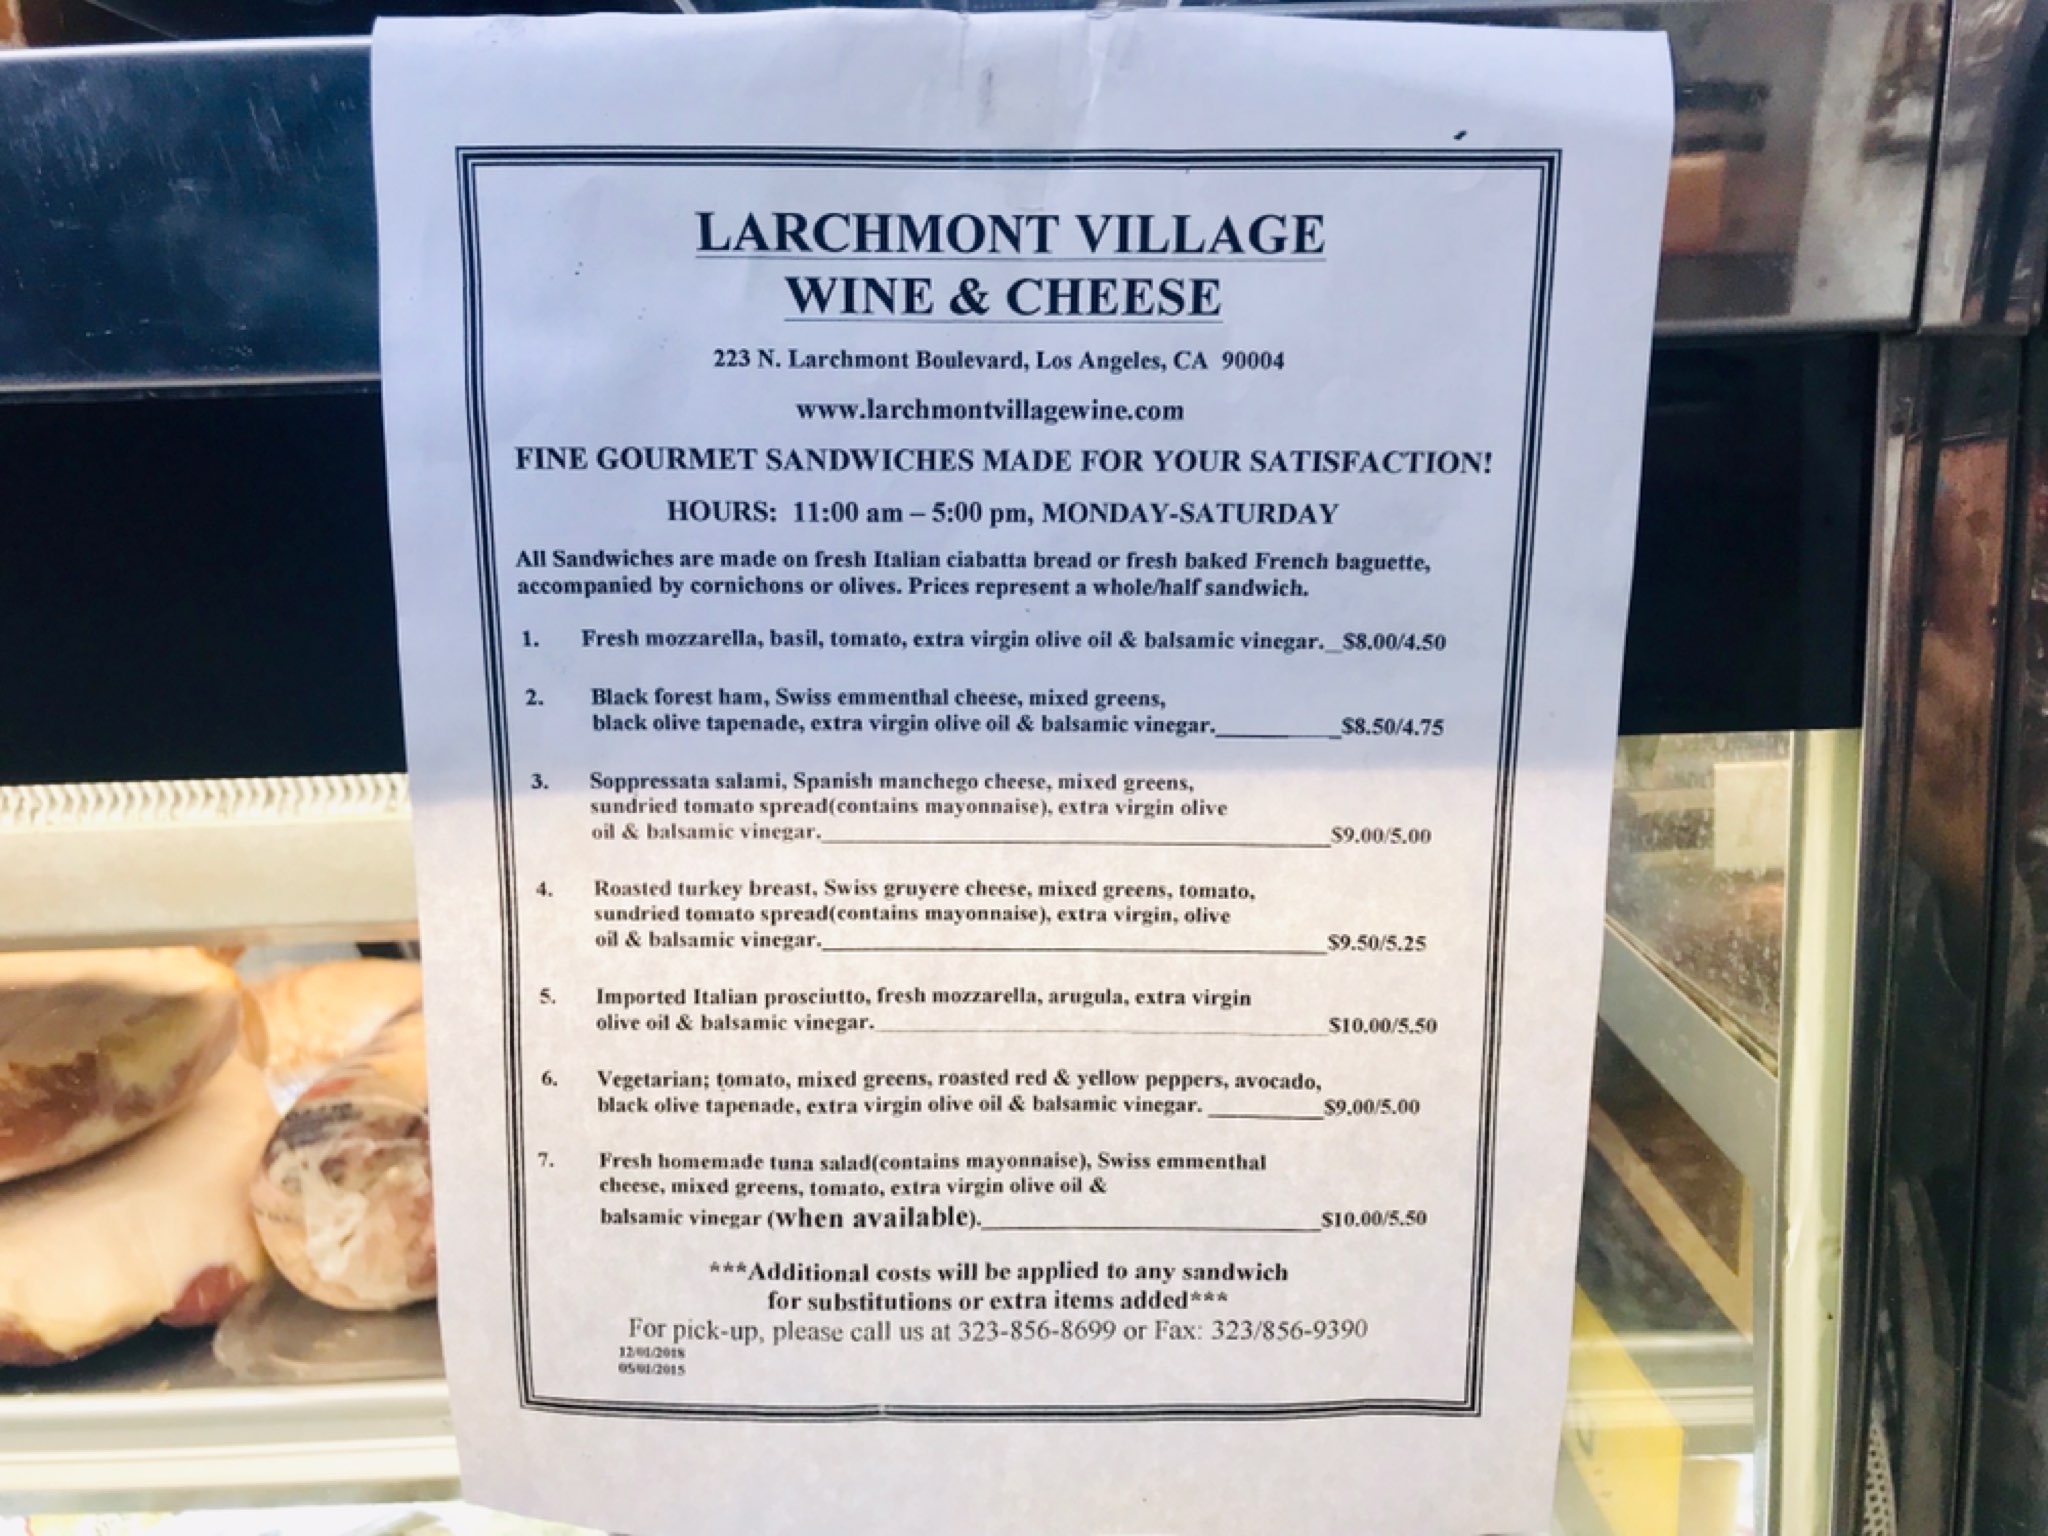 LARCHMONT VILLAGE
WINE & CHEESE
223 N. Larchmont Boulevard, Los Angeles, CA 90004
www.larchmontvillagewine.com
FINE GOURMET SANDWICHES MADE FOR YOUR SATISFACTION!
HOURS: 11:00 am – 5:00 pm, MONDAY-SATURDAY
All Sandwiches are made on fresh Italian ciabatta bread or fresh baked French baguette,
accompanied by cornichons or olives. Prices represent a whole/half sandwich.
1. Fresh mozzarella, basil, tomato, extra virgin olive oil & balsamic vinegar._$8.00/4.50
2. Black forest ham, Swiss emmenthal cheese, mixed greens,
black olive tapenade, extra virgin olive oil & balsamic vinegar.__________$8.50/4.75
3. Soppressata salami, Spanish manchego cheese, mixed greens,
sundried tomato spread(contains mayonnaise), extra virgin olive
oil & balsamic vinegar.__________$9.00/5.00
4. Roasted turkey breast, Swiss gruyere cheese, mixed greens, tomato,
sundried tomato spread(contains mayonnaise), extra virgin, olive
oil & balsamic vinegar.__________$9.50/5.25
5. Imported Italian prosciutto, fresh mozzarella, arugula, extra virgin
olive oil & balsamic vinegar.__________$10.00/5.50
6. Vegetarian; tomato, mixed greens, roasted red & yellow peppers, avocado,
black olive tapenade, extra virgin olive oil & balsamic vinegar. __________$9.00/5.00
7. Fresh homemade tuna salad(contains mayonnaise), Swiss emmenthal
cheese, mixed greens, tomato, extra virgin olive oil &
balsamic vinegar (when available).__________$10.00/5.50
***Additional costs will be applied to any sandwich
for substitutions or extra items added***
For pick-up, please call us at 323-856-8699 or Fax: 323/856-9390
12/01/2018
05/01/2015